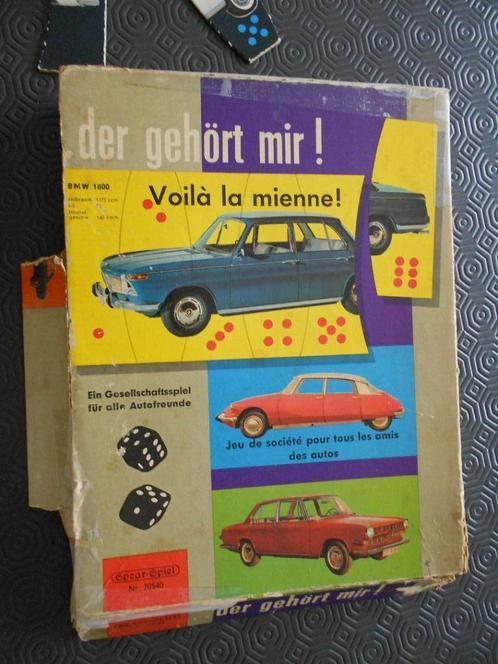 der gehört mir !
Voilà la mienne!
BMW 1800
Ein Gesellschaftsspiel
für alle Autofreunde
Jeu de société pour tous les amis
des autos
Spear-Spiel
Nr. 70540
der gehört mir !